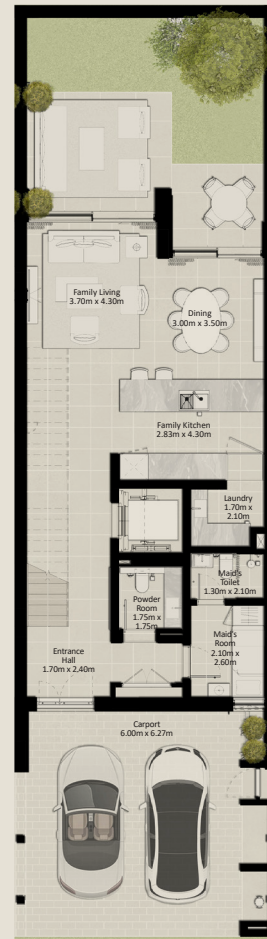 Family Living
3.70m x 4.30m
Dining
3.00m x 3.50m
Family Kitchen
2.83m x 4.30m
Laundry
1.70m x
2.10m
Maid's
Toilet
1.30m x 2.10m
Powder
Room
1.75m x
1.75m
Maid's
Room
2.10m x
2.60m
Entrance
Hall
1.70m x 2.40m
Carport
6.00m x 6.27m